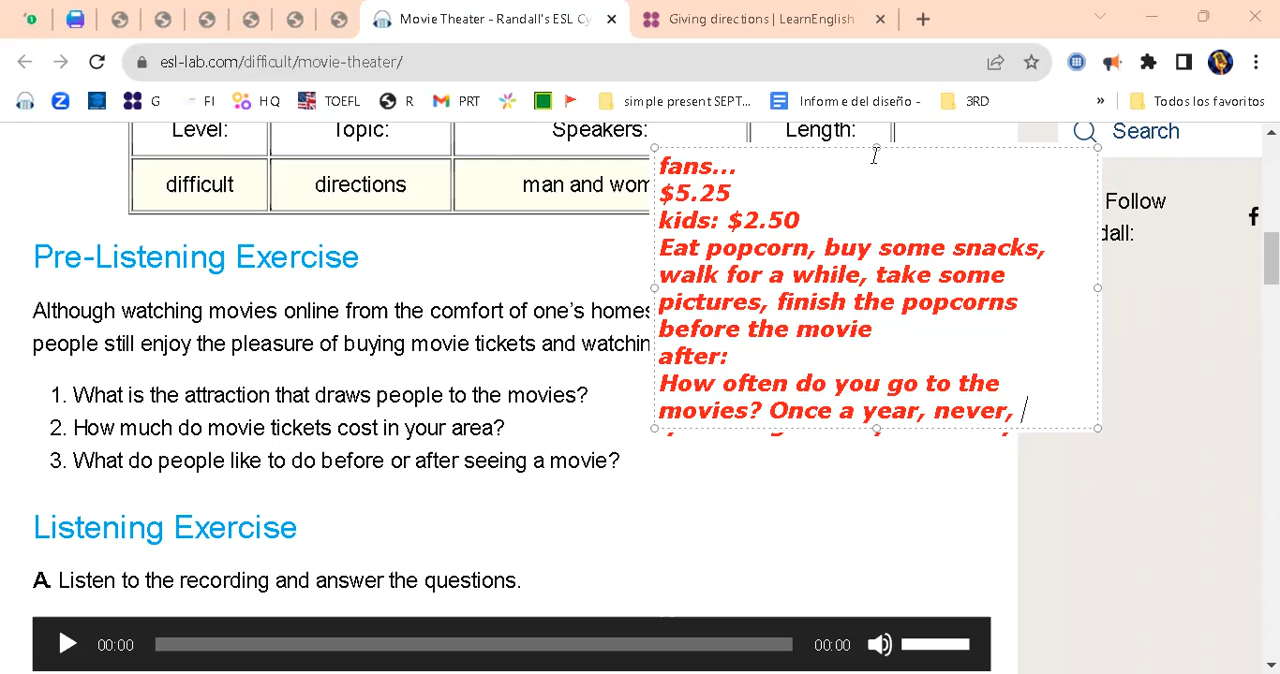 Movie Theater - Randall's ESL Cy
Giving directions | LearnEnglish
esl-lab.com/difficult/movie-theater/
G
FI
HQ
TOEFL
R
PRT
simple present SEPT...
Informe del diseño -
3RD
»
Todos los favoritos
Level:
Topic:
Speakers:
Length:
Search
difficult
directions
man and wom
Follow
dall:
fans...
$5.25
kids: $2.50
Eat popcorn, buy some snacks,
walk for a while, take some
pictures, finish the popcorns
before the movie
after:
How often do you go to the
movies? Once a year, never,
Pre-Listening Exercise
Although watching movies online from the comfort of one's homes
people still enjoy the pleasure of buying movie tickets and watchin
1. What is the attraction that draws people to the movies?
2. How much do movie tickets cost in your area?
3. What do people like to do before or after seeing a movie?
Listening Exercise
A. Listen to the recording and answer the questions.
00:00
00:00